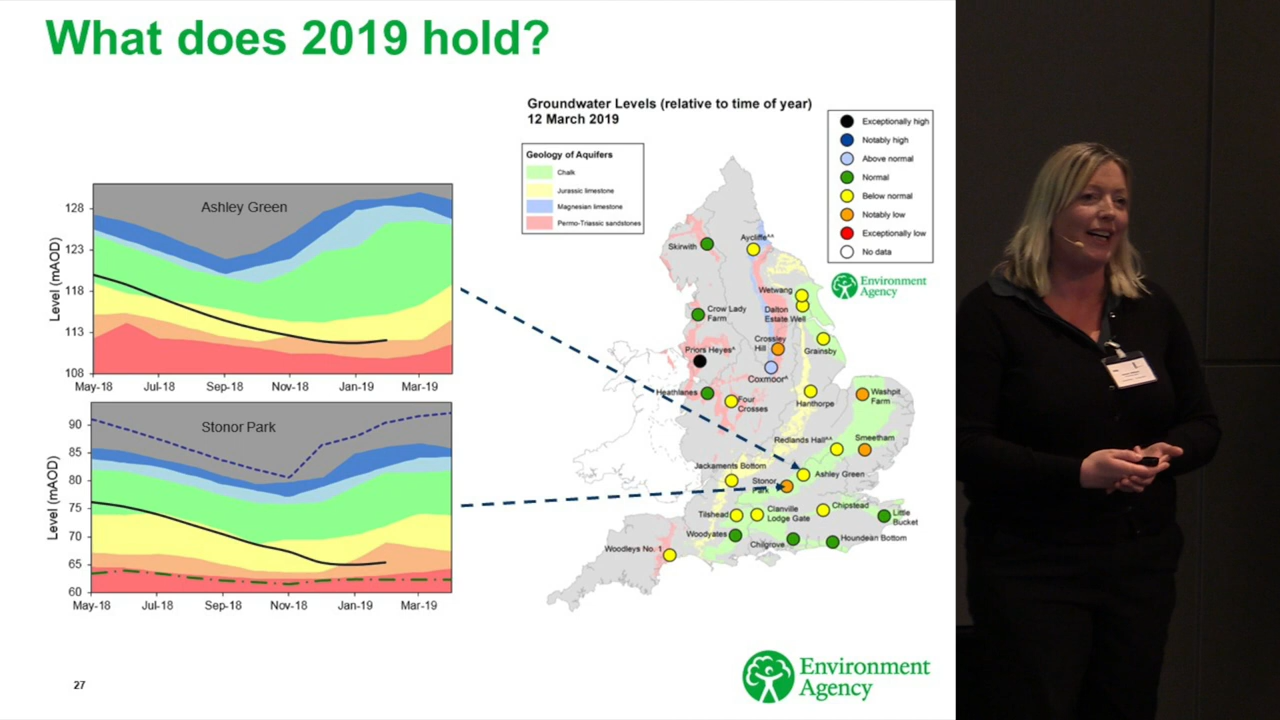 What does 2019 hold?
Groundwater Levels (relative to time of year)
12 March 2019
Geology of Aquifers
Chalk
Jurassic limestone
Magnesian limestone
Permo-Triassic sandstones
Exceptionally high
Notably high
Above normal
Normal
Below normal
Notably low
Exceptionally low
No data
Environment
Agency
Ashley Green
Level (mAOD)
128
123
118
113
108
May-18 Jul-18 Sep-18 Nov-18 Jan-19 Mar-19
Stonor Park
Level (mAOD)
90
85
80
75
70
65
60
May-18 Jul-18 Sep-18 Nov-18 Jan-19 Mar-19
Skirwith
Aycliffe^^
Wetwang
Crow Lady
Farm
Dalton
Estate Well
Crossley
Hill
Grainsby
Priors Heyes^
Coxmoor^
Heathlanes
Four
Crosses
Hanthorpe
Washpit
Farm
Redlands Hall^^
Smeetham
Jackaments Bottom
Ashley Green
Stonor
Park
Tilshead
Clanville
Lodge Gate
Chipstead
Little
Bucket
Woodyates
Chilgrove
Houndean Bottom
Woodleys No. 1
27
Environment
Agency